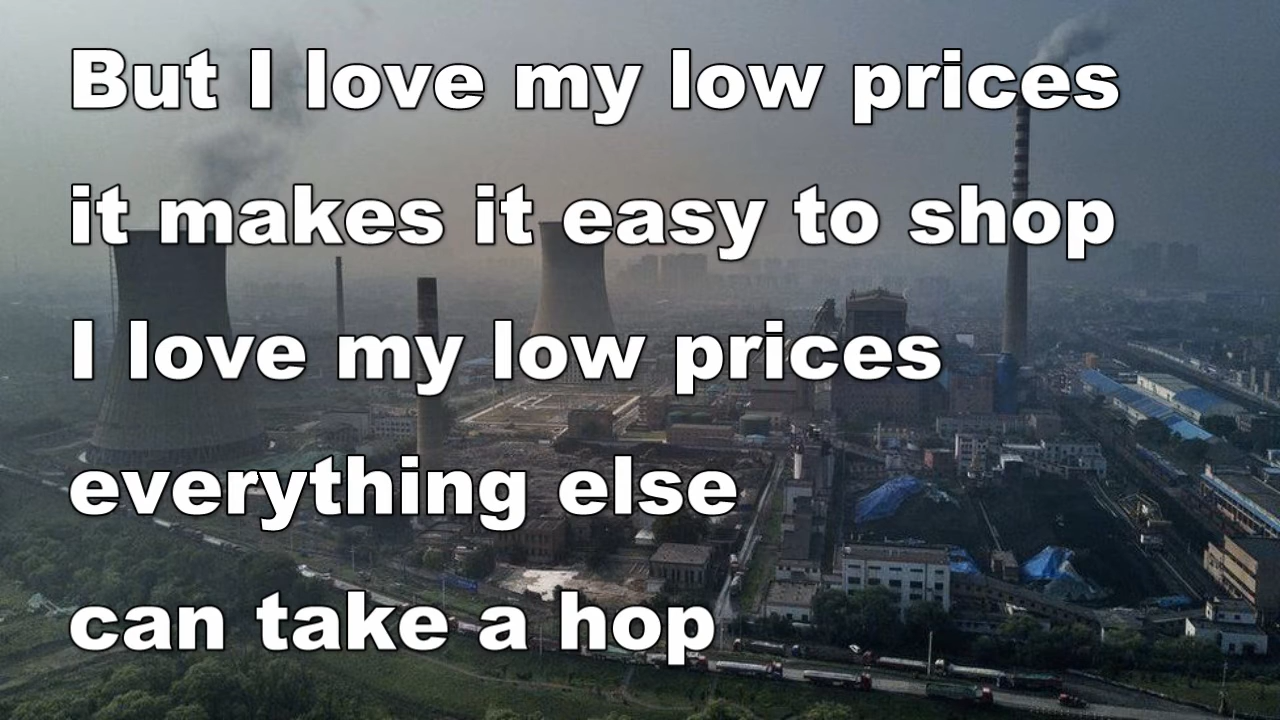 But I love my low prices
it makes it easy to shop
I love my low prices
everything else
can take a hop